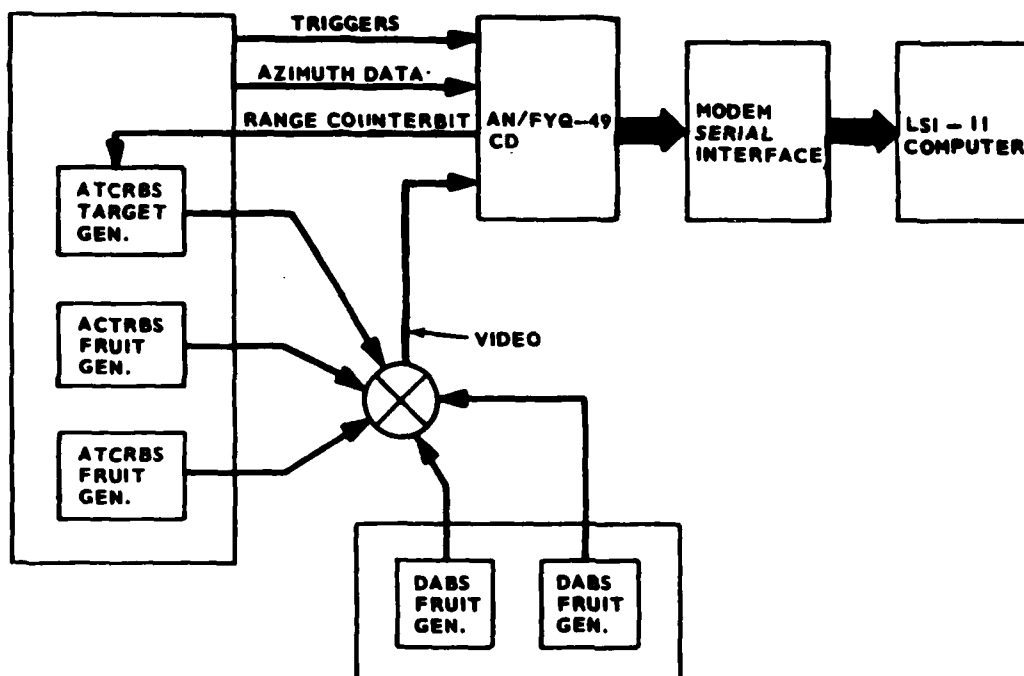 TRIGGERS
AZIMUTH DATA
RANGE COUNTERBIT
AN/FYQ-49
CD
MODEM
SERIAL
INTERFACE
LSI - 11
COMPUTER
ATCRBS
TARGET
GEN.
ACTRBS
FRUIT
GEN.
VIDEO
ATCRBS
FRUIT
GEN.
DABS
FRUIT
GEN.
DABS
FRUIT
GEN.